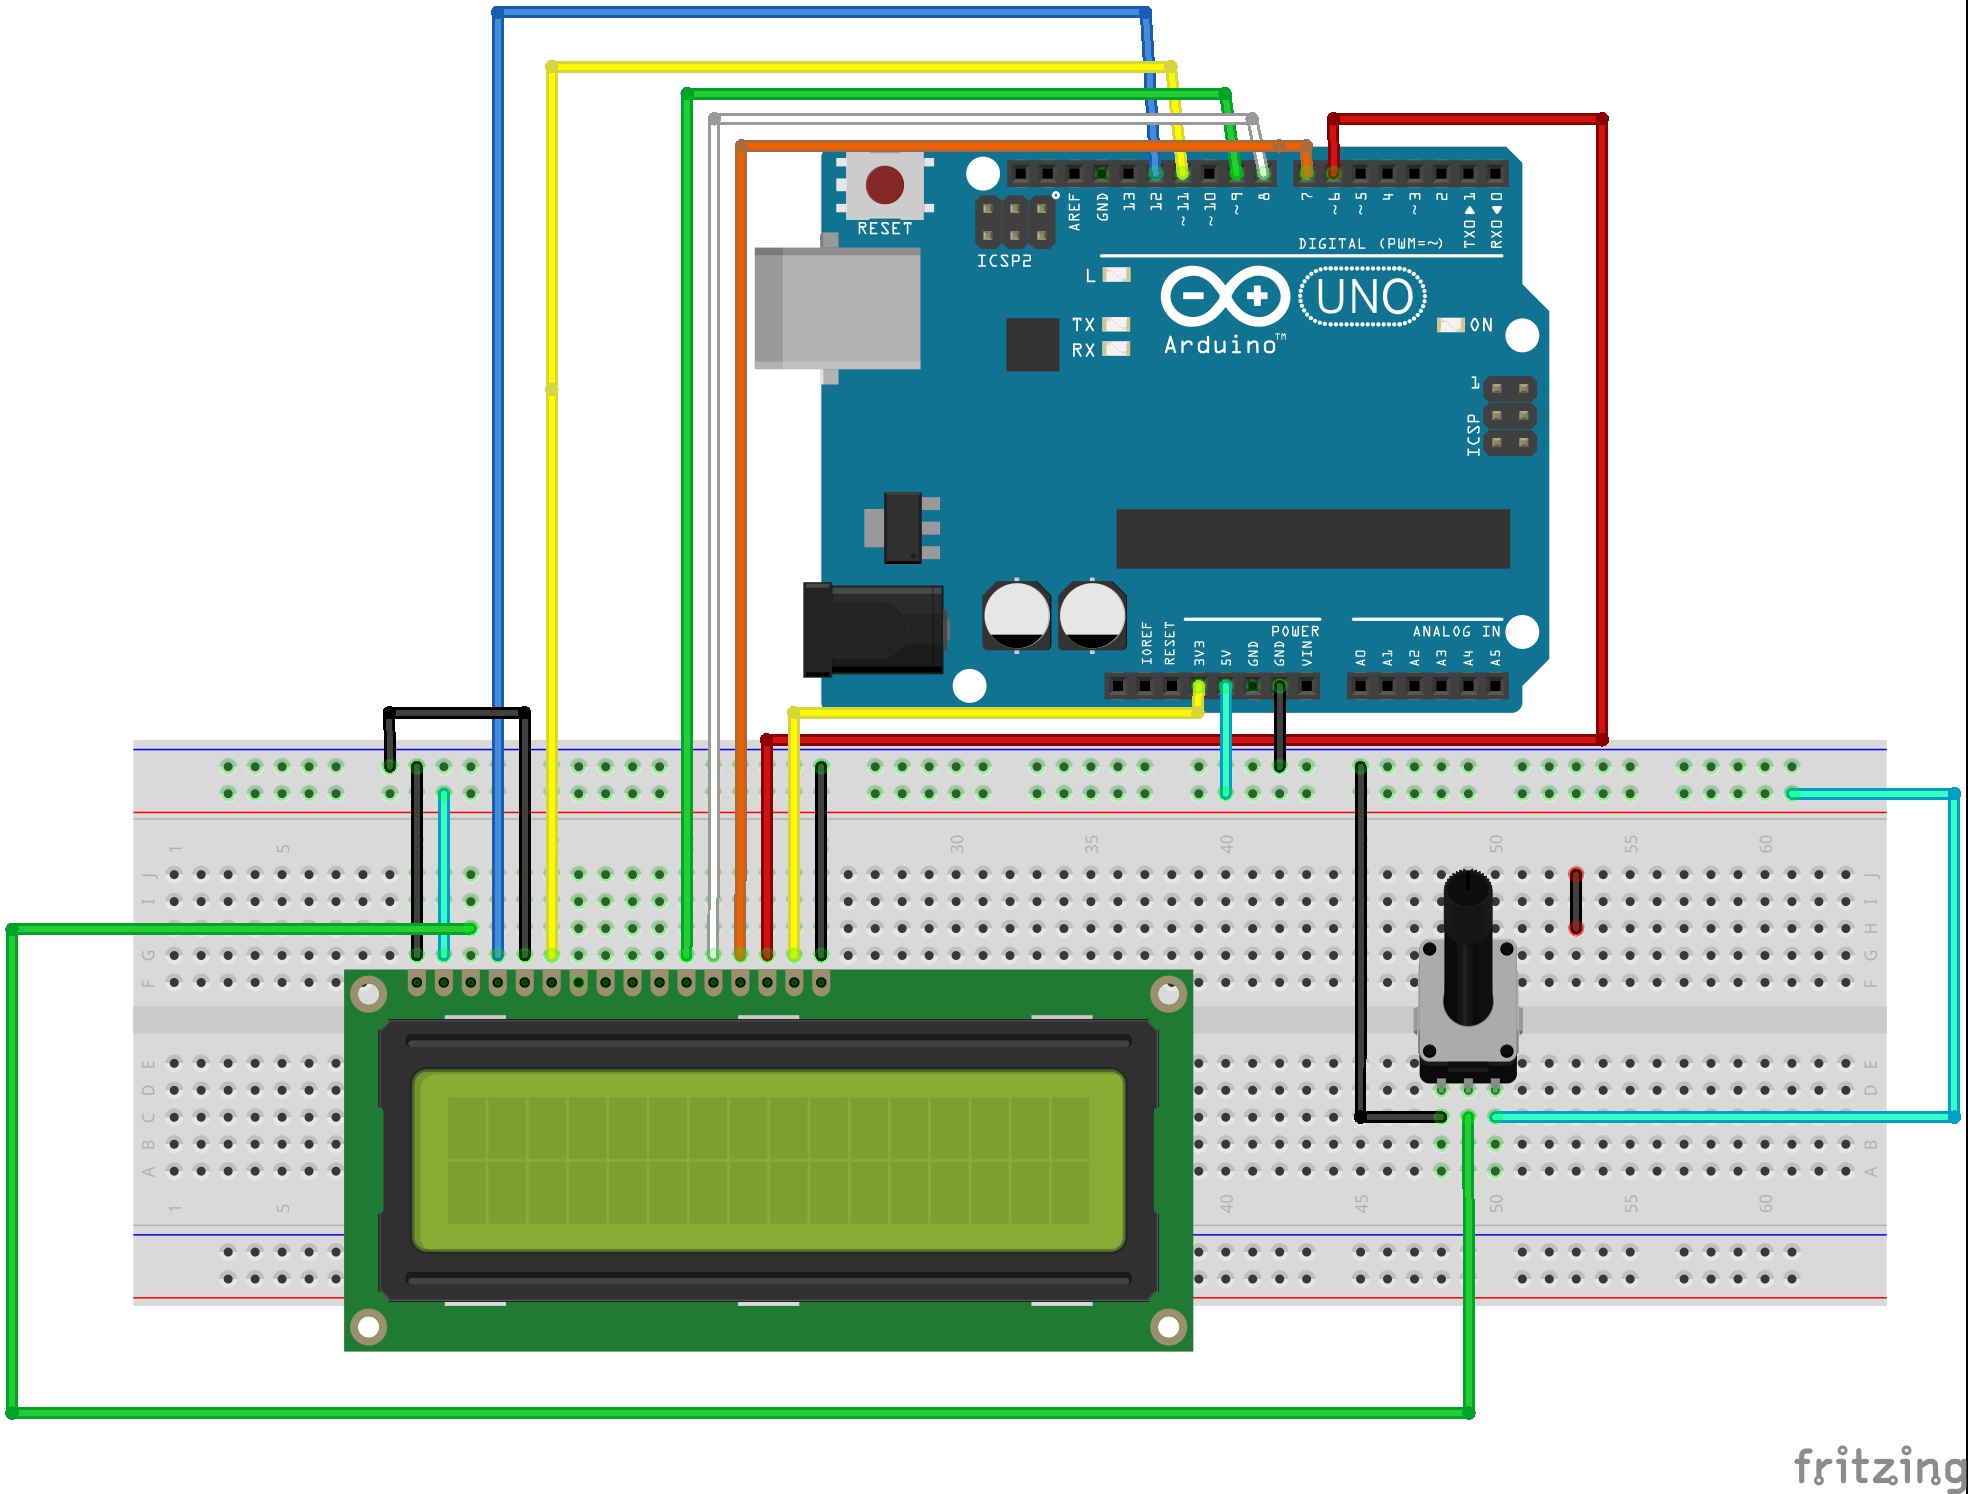 RESET
ICSP2
AREF
GND
13
12
~11
~10
~9
8
7
~6
~5
4
~3
2
TX0▶1
RX0◀0
DIGITAL (PWM=~)
L
TX
RX
UNO
Arduino™
ON
1
ICSP
IOREF
RESET
3V3
5V
GND
GND
VIN
POWER
ANALOG IN
A0
A1
A2
A3
A4
A5
1
5
30
35
40
50
55
60
J
I
G
F
J
I
H
G
F
E
D
C
B
A
E
D
B
A
1
5
40
45
50
55
60
fritzing